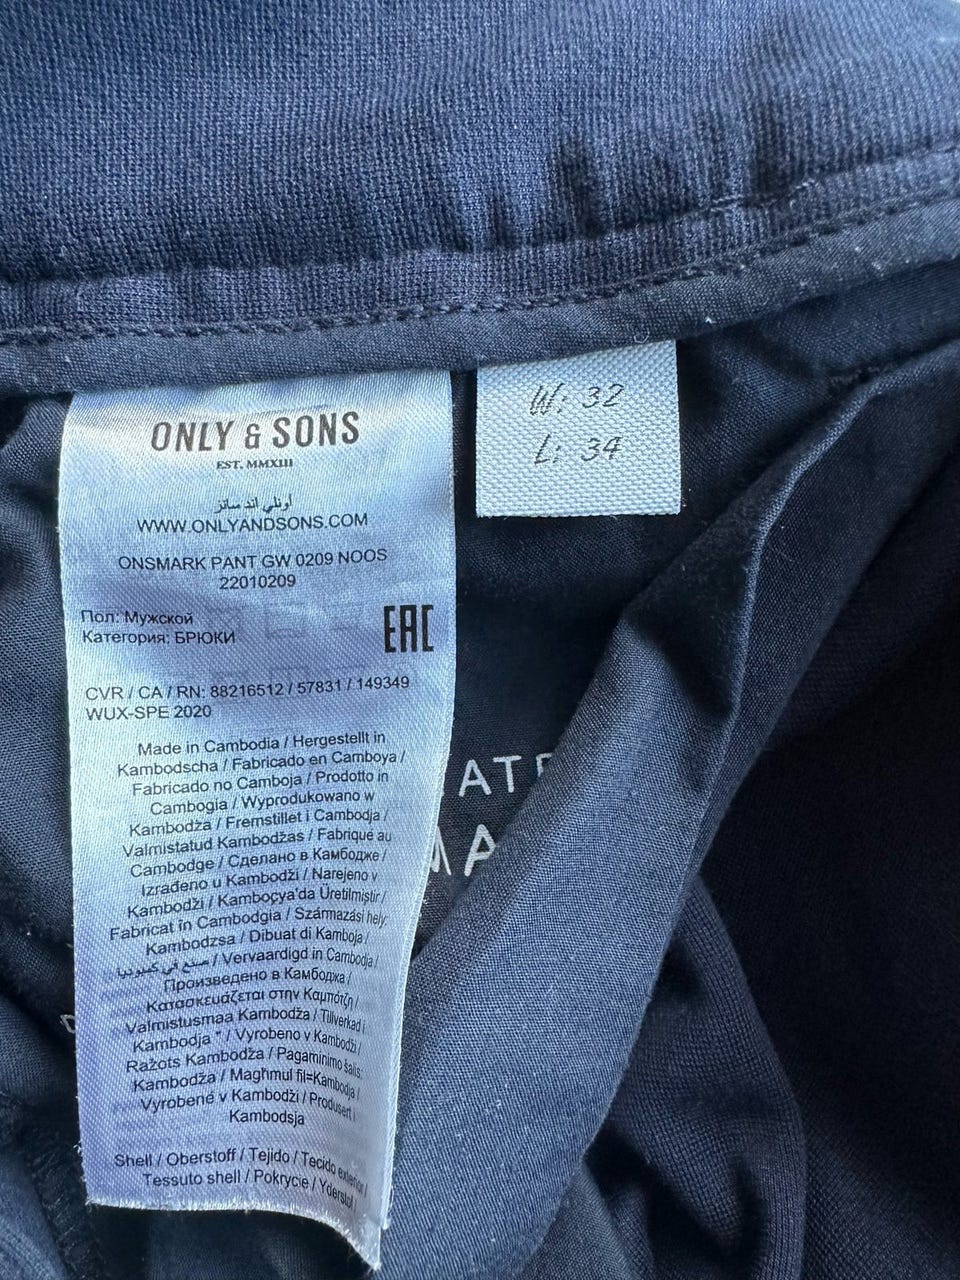 ONLY & SONS
EST. MMXIII
أونلي اند سانز
WWW.ONLYANDSONS.COM
ONSMARK PANT GW 0209 NOOS
22010209
Пол: Мужской
Категория: БРЮКИ
EAC
CVR / CA / RN: 88216512 / 57831 / 149349
WUX-SPE 2020
Made in Cambodia / Hergestellt in
Kambodscha / Fabricado en Camboya /
Fabricado no Camboja / Prodotto in
Cambogia / Wyprodukowano w
Kambodża / Fremstillet i Cambodja /
Valmistatud Kambodžas / Fabriqué au
Cambodge / Сделано в Камбодже /
Izrađeno u Kambodži / Narejeno v
Kambodži / Kamboçya'da Üretilmiştir /
Fabricat in Cambodgia / Származási hely
Kambodzsa / Dibuat di Kamboja /
صنع في كمبوديا / Vervaardigd in Cambodja /
Произведено в Камбоджа /
Κατασκευάζεται στην Καμπότζη /
Valmistusmaa Kambodža / Tillverkad i
Kambodja " / Vyrobeno v Kambodži /
Ražots Kambodža / Pagaminimo šalis:
Kambodža / Magħmul fil=Kambodja /
Vyrobené v Kambodži / Produsert i
Kambodsja
Shell / Oberstoff / Tejido / Tecido exterior /
Tessuto shell / Pokrycie / Yderstof /
W: 32
L: 34
ATE
MA